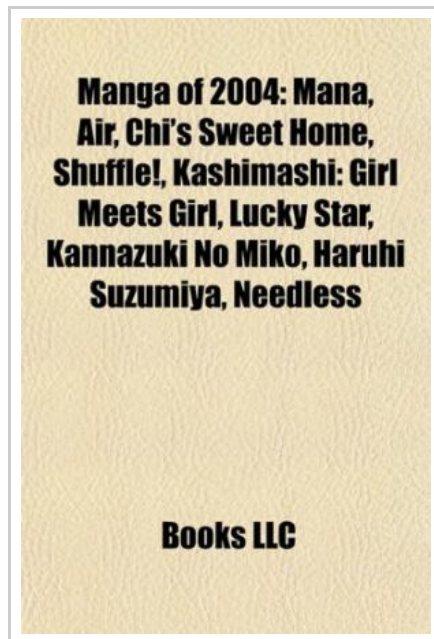 Manga of 2004: Mana,
Air, Chi's Sweet Home,
Shuffle!, Kashimashi: Girl
Meets Girl, Lucky Star,
Kannazuki No Miko, Haruhi
Suzumiya, Needless
Books LLC